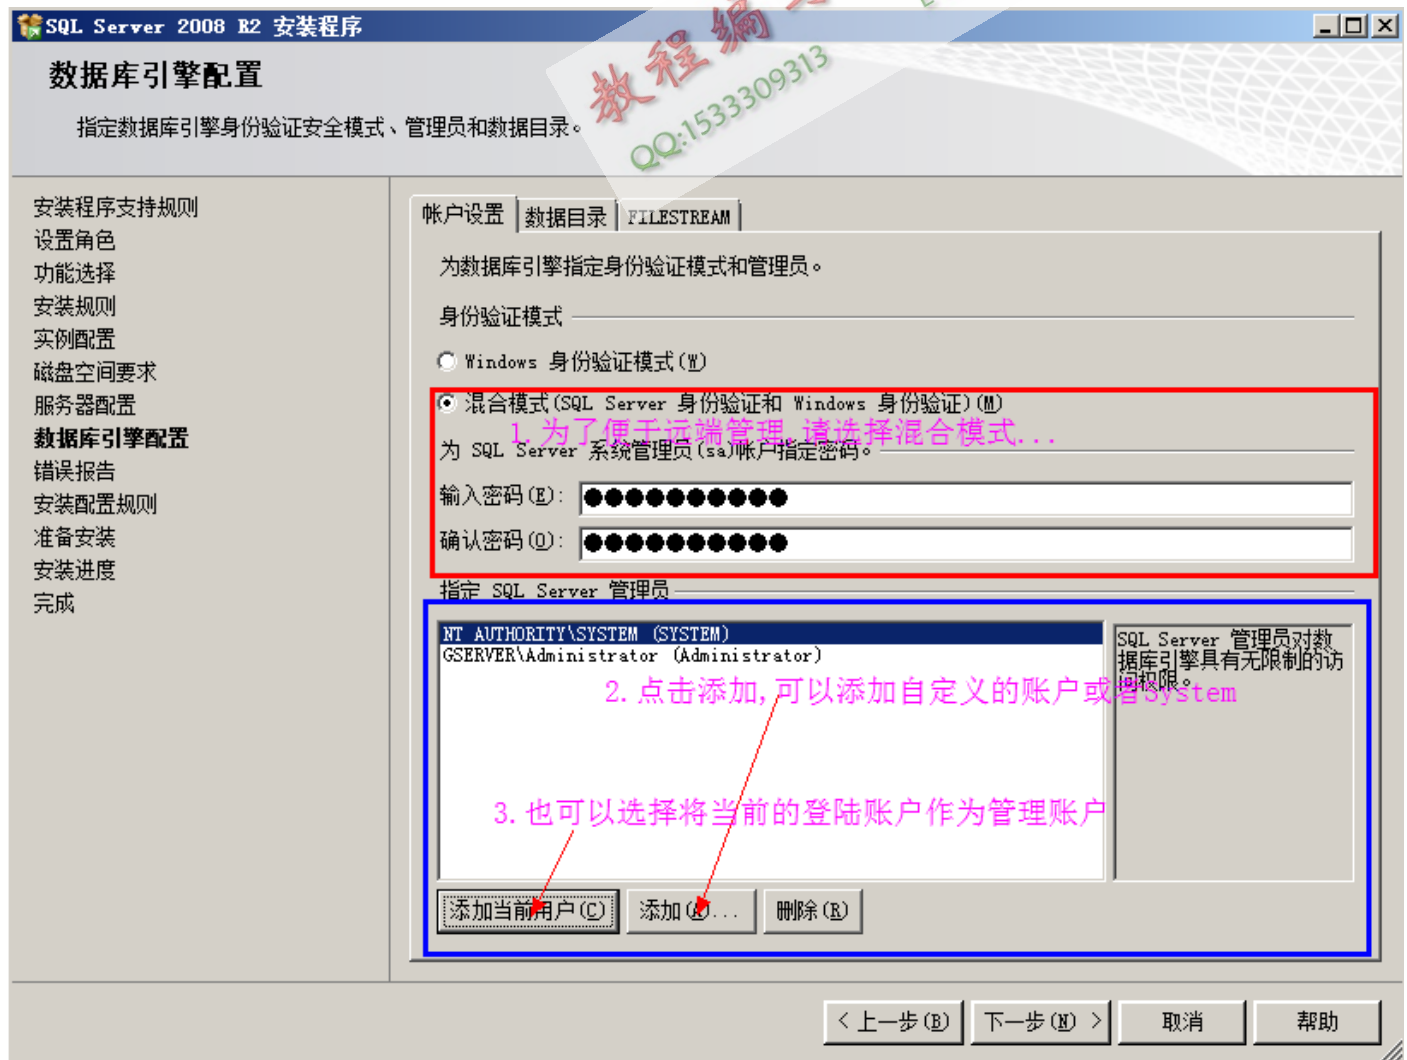 SQL Server 2008 R2 安装程序
教程编
QQ:1533309313
数据库引擎配置
指定数据库引擎身份验证安全模式、管理员和数据目录。
安装程序支持规则
设置角色
功能选择
安装规则
实例配置
磁盘空间要求
服务器配置
数据库引擎配置
错误报告
安装配置规则
准备安装
安装进度
完成
帐户设置 数据目录 FILESTREAM
为数据库引擎指定身份验证模式和管理员。
身份验证模式
Windows 身份验证模式(W)
混合模式(SQL Server 身份验证和 Windows 身份验证)(M)
1.为了便于远端管理,请选择混合模式...
为 SQL Server 系统管理员(sa)帐户指定密码。
输入密码(E): ●●●●●●●●●●
确认密码(O): ●●●●●●●●●●
指定 SQL Server 管理员
NT AUTHORITY\SYSTEM (SYSTEM)
GSERVER\Administrator (Administrator)
SQL Server 管理员对数
据库引擎具有无限制的访
问权限。
2.点击添加,可以添加自定义的账户或者System
3.也可以选择将当前的登陆账户作为管理账户
添加当前用户(C) 添加(A)... 删除(R)
< 上一步(B) 下一步(N) > 取消 帮助